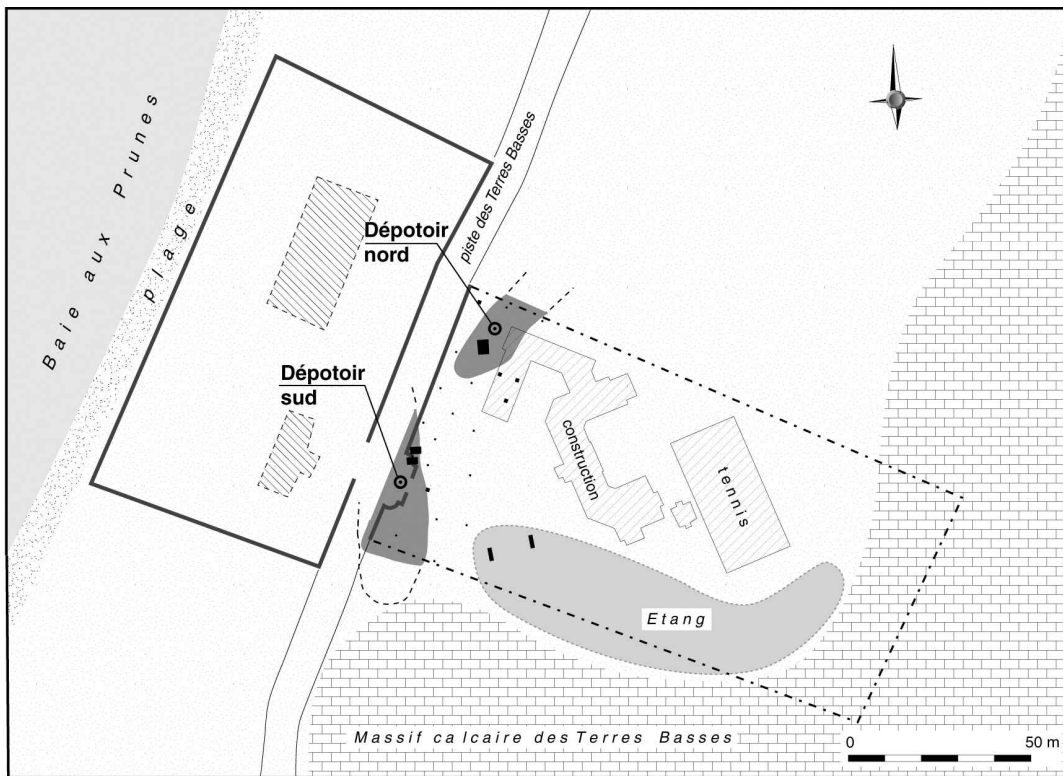 Baie aux Prunes
plage
piste des Terres Basses
Dépotoir
nord
Dépotoir
sud
construction
tennis
Etang
Massif calcaire des Terres Basses
0 50 m